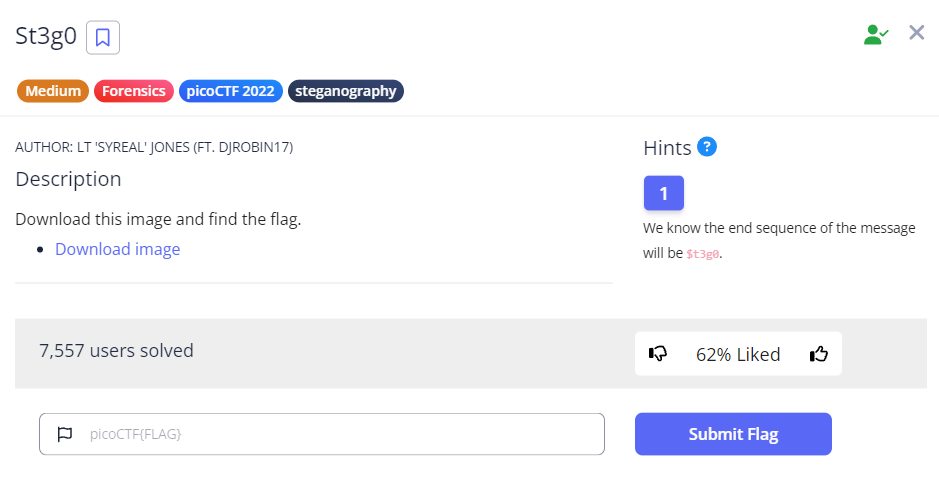 St3g0
Medium Forensics picoCTF 2022 steganography
AUTHOR: LT 'SYREAL' JONES (FT. DJROBIN17)
Description
Download this image and find the flag.
Download image
Hints ?
1
We know the end sequence of the message
will be $t3g0.
7,557 users solved
62% Liked
picoCTF{FLAG}
Submit Flag